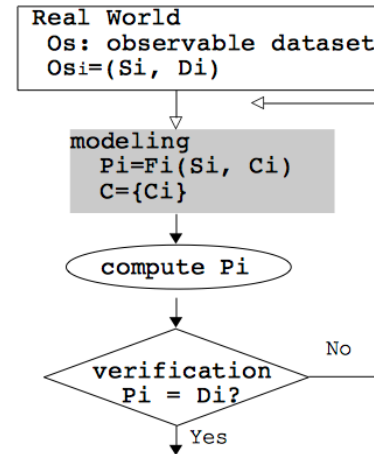 Real World
Os: observable dataset
Osi=(Si, Di)
modeling
Pi=Fi(Si, Ci)
C={Ci}
compute Pi
verification
Pi = Di?
No
Yes